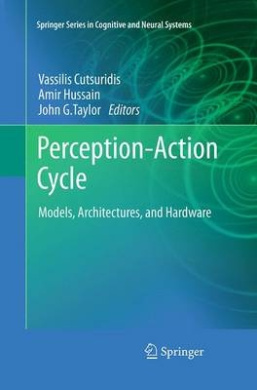 Springer Series in Cognitive and Neural Systems
Vassilis Cutsuridis
Amir Hussain
John G.Taylor Editors
Perception-Action
Cycle
Models, Architectures, and Hardware
Springer